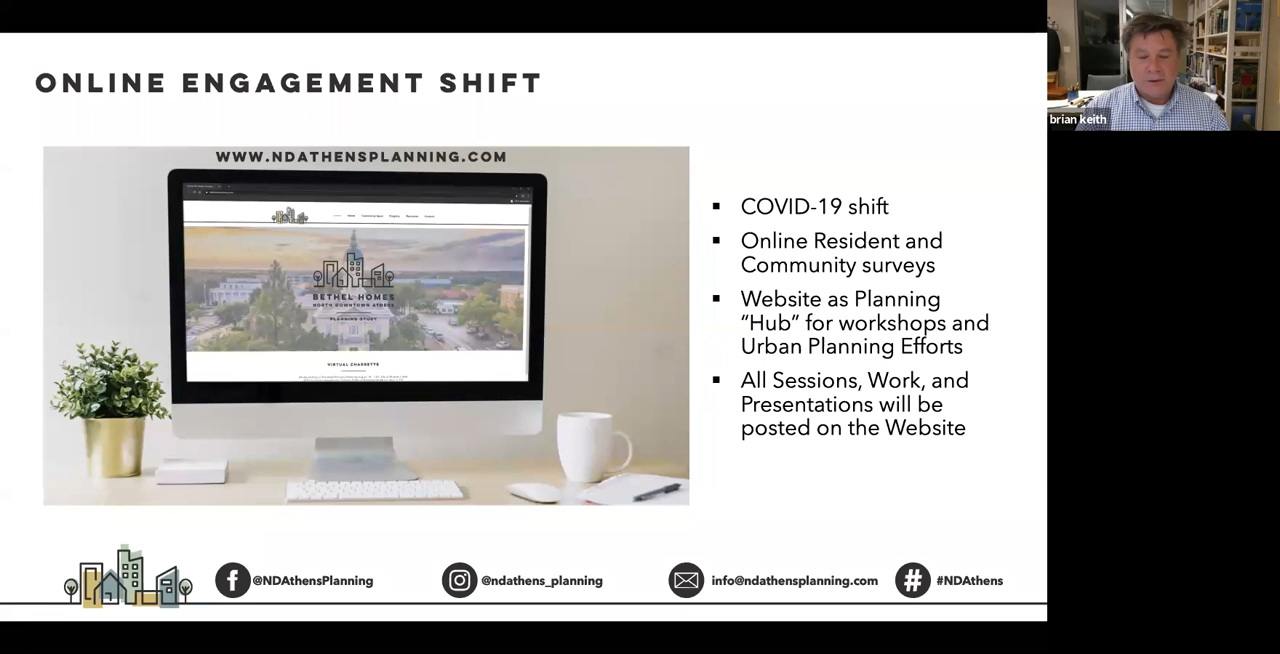 ONLINE ENGAGEMENT SHIFT
brian keith
WWW.NDATHENSPLANNING.COM
BETHEL HOMES
NORTH DOWNTOWN ATHENS
PLANNING STUDY
VIRTUAL CHARRETTE
▪ COVID-19 shift
▪ Online Resident and
Community surveys
▪ Website as Planning
“Hub” for workshops and
Urban Planning Efforts
▪ All Sessions, Work, and
Presentations will be
posted on the Website
@NDAthensPlanning
@ndathens_planning
info@ndathensplanning.com
#NDAthens